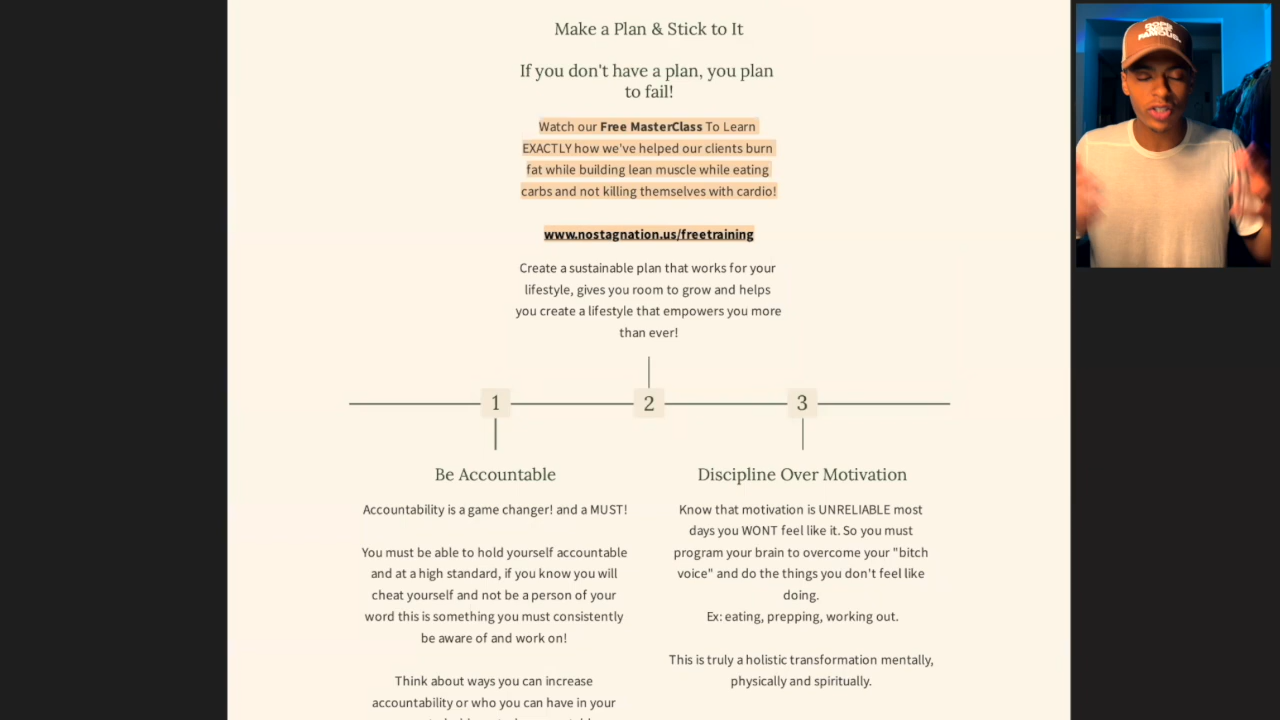 Make a Plan & Stick to It
If you don't have a plan, you plan
to fail!
Watch our Free MasterClass To Learn
EXACTLY how we've helped our clients burn
fat while building lean muscle while eating
carbs and not killing themselves with cardio!
www.nostagnation.us/freetraining
Create a sustainable plan that works for your
lifestyle, gives you room to grow and helps
you create a lifestyle that empowers you more
than ever!
1
2
3
Be Accountable
Accountability is a game changer! and a MUST!
You must be able to hold yourself accountable
and at a high standard, if you know you will
cheat yourself and not be a person of your
word this is something you must consistently
be aware of and work on!
Think about ways you can increase
accountability or who you can have in your
Discipline Over Motivation
Know that motivation is UNRELIABLE most
days you WONT feel like it. So you must
program your brain to overcome your "bitch
voice" and do the things you don't feel like
doing.
Ex: eating, prepping, working out.
This is truly a holistic transformation mentally,
physically and spiritually.